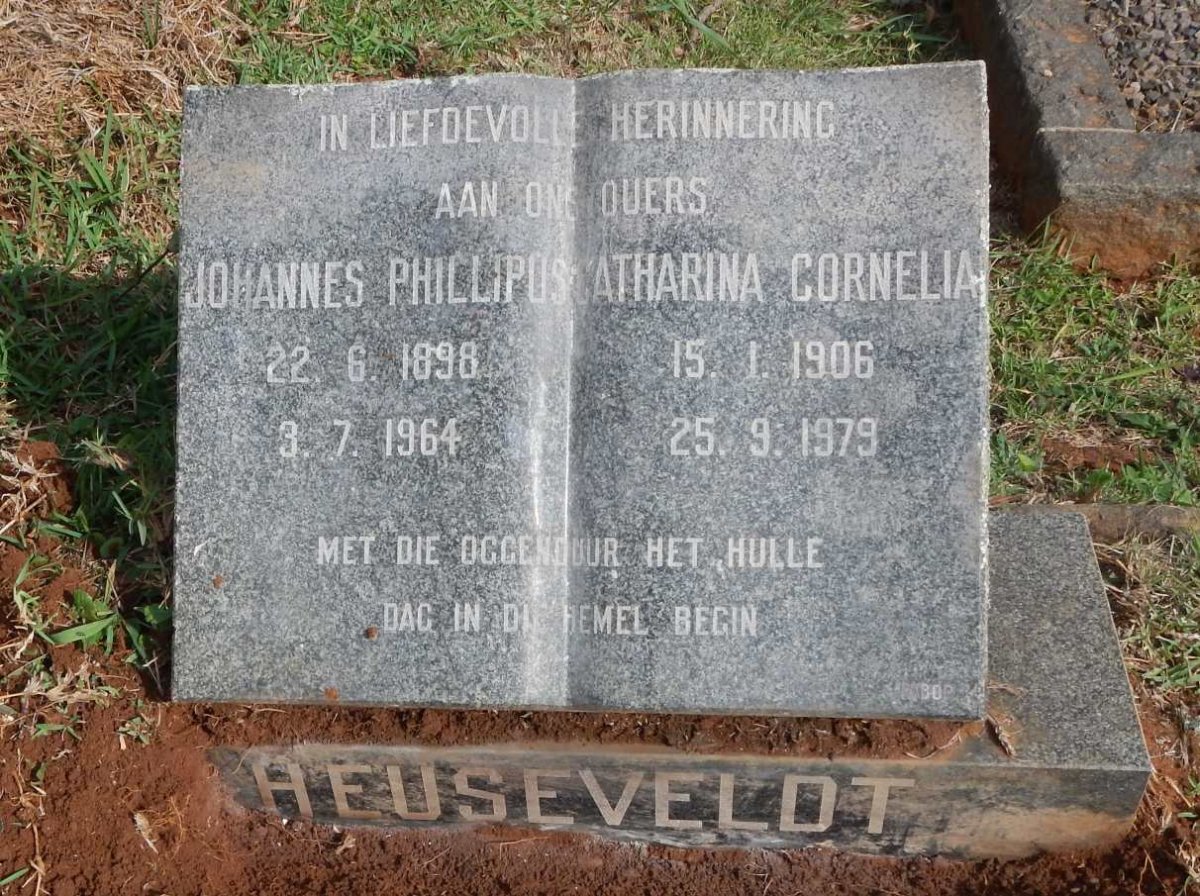 IN LIEFDEVOLLE HERINNERING
AAN ONS OUERS
JOHANNES PHILLIPUS CATHARINA CORNELIA
22. 6. 1898 15. 1. 1906
3. 7. 1964 25. 9. 1979
MET DIE OGGENDUUR HET HULLE
DAG IN DIE HEMEL BEGIN
HEUSEVELDT